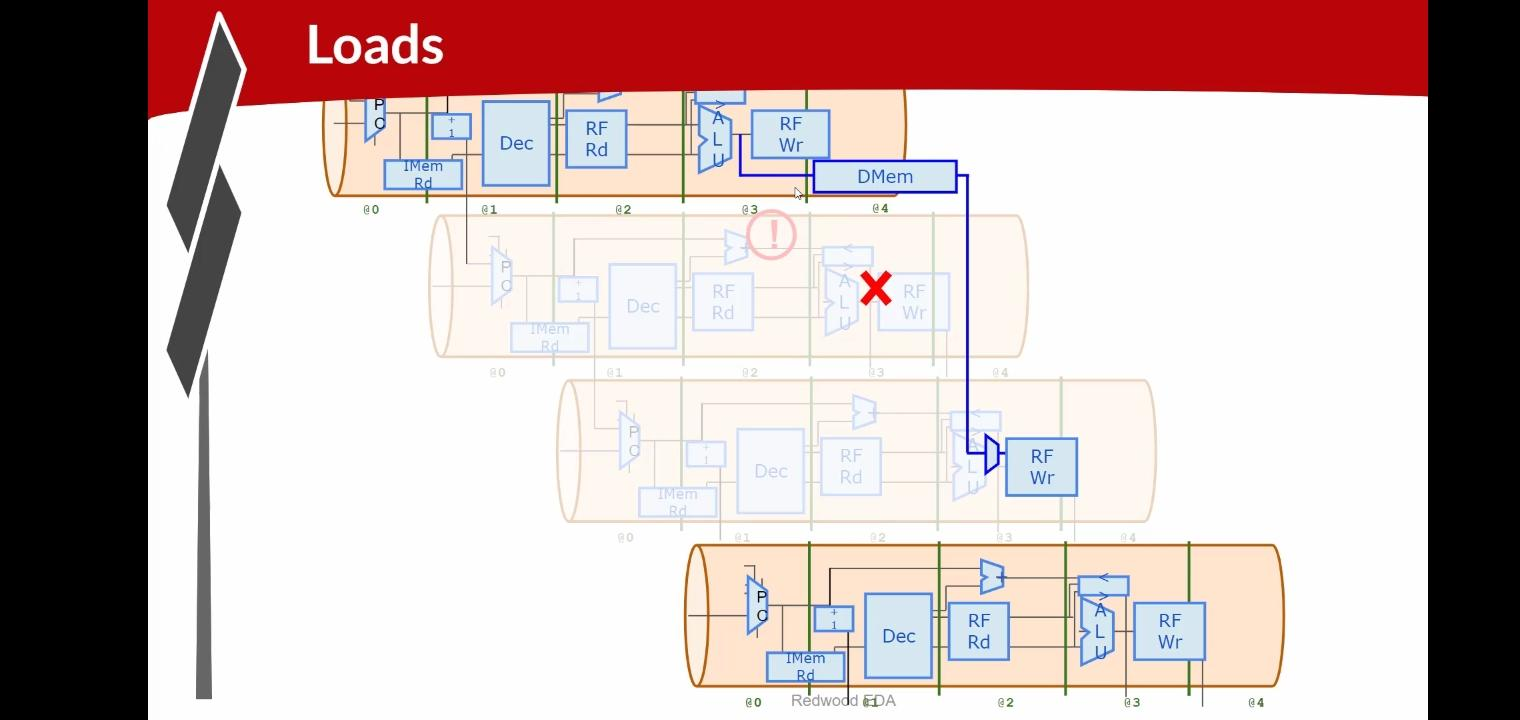 Loads
P
C
+
1
IMem
Rd
Dec
RF
Rd
A
L
U
RF
Wr
DMem
@0
@1
@2
@3
@4
!
P
C
+
1
IMem
Rd
Dec
RF
Rd
A
L
U
RF
Wr
@0
@1
@2
@3
@4
P
C
+
1
IMem
Rd
Dec
RF
Rd
A
L
U
RF
Wr
@0
@1
@2
@3
@4
P
C
+
1
IMem
Rd
Dec
RF
Rd
+
<
A
L
U
RF
Wr
@0
@1
@2
@3
@4
Redwood EDA